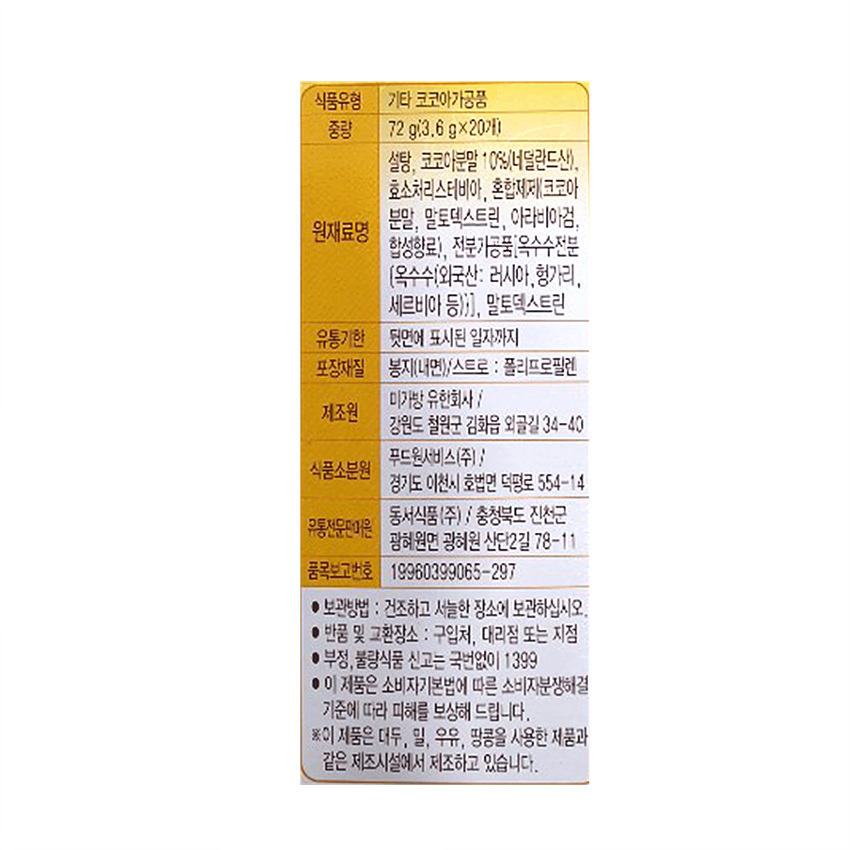 식품유형 기타 코코아가공품
중량 72 g(3.6 g×20개)
원재료명 설탕, 코코아분말 10%(네덜란드산),
효소처리스테비아, 혼합제제(코코아
분말, 말토덱스트린, 아라비아검,
합성향료), 전분가공품[옥수수전분
{옥수수(외국산: 러시아,헝가리,
세르비아 등)}], 말토덱스트린
유통기한 뒷면에 표시된 일자까지
포장재질 봉지(내면)/스트로 : 폴리프로필렌
제조원 미가방 유한회사 /
강원도 철원군 김화읍 외골길 34-40
식품소분원 푸드원서비스(주) /
경기도 이천시 호법면 덕평로 554-14
유통전문판매원 동서식품(주) / 충청북도 진천군
광혜원면 광혜원 산단2길 78-11
품목보고번호 19960399065-297
● 보관방법 : 건조하고 서늘한 장소에 보관하십시오.
● 반품 및 교환장소 : 구입처, 대리점 또는 지점
● 부정, 불량식품 신고는 국번없이 1399
● 이 제품은 소비자기본법에 따른 소비자분쟁해결
기준에 따라 피해를 보상해 드립니다.
※이 제품은 대두, 밀, 우유, 땅콩을 사용한 제품과
같은 제조시설에서 제조하고 있습니다.